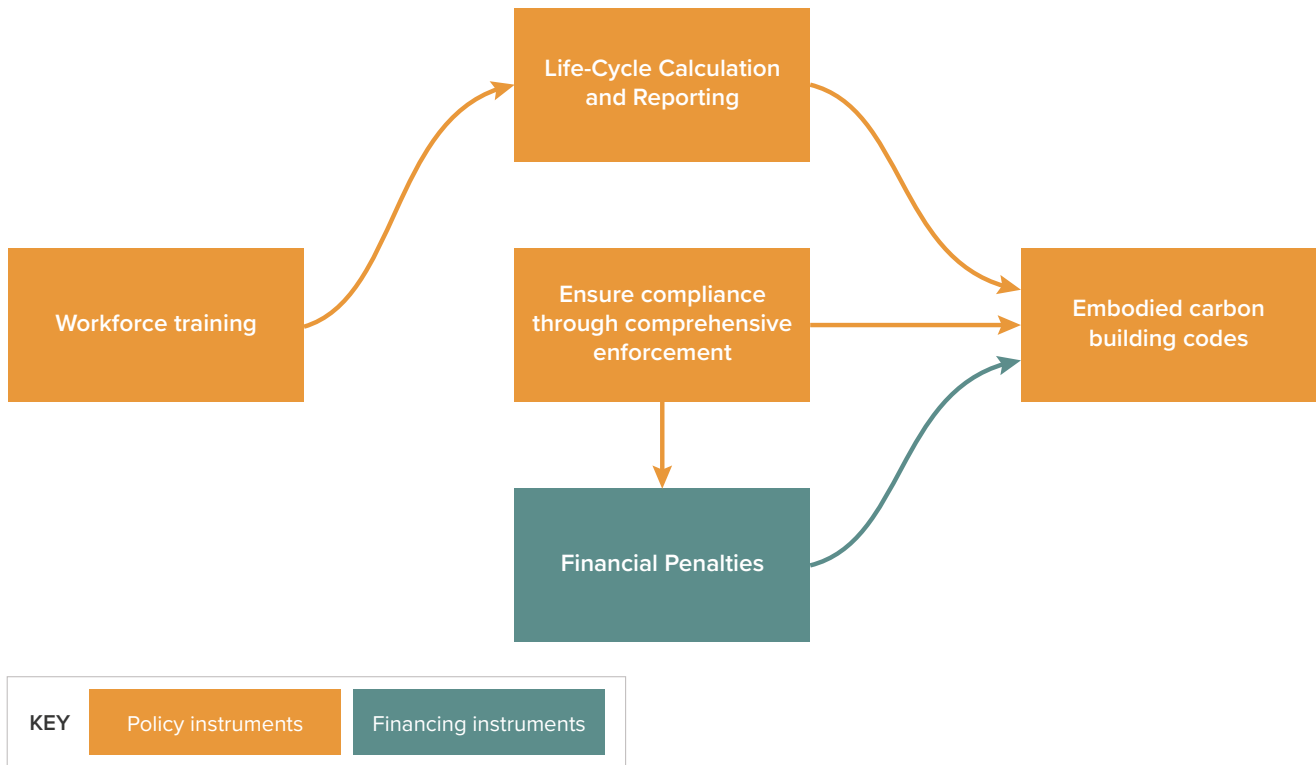 Life-Cycle Calculation
and Reporting
Workforce training
Ensure compliance
through comprehensive
enforcement
Embodied carbon
building codes
Financial Penalties
KEY
Policy instruments
Financing instruments